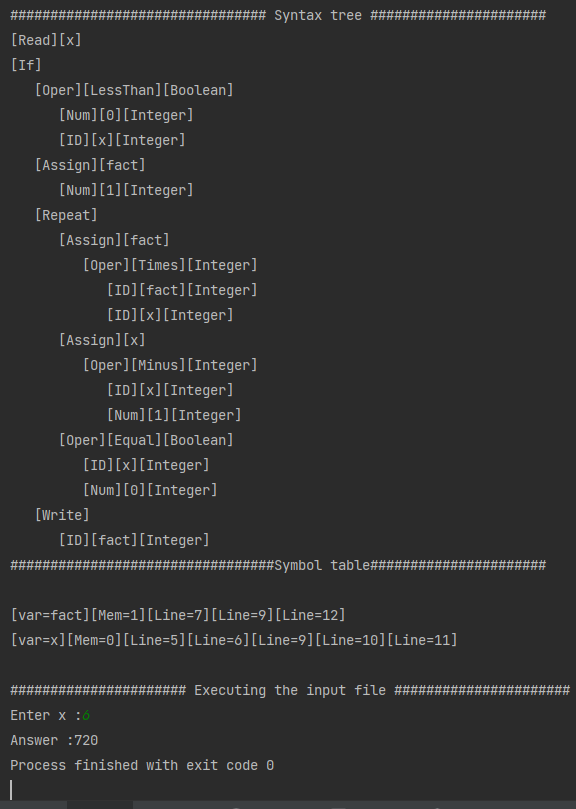 ################################ Syntax tree ######################
[Read][x]
[If]
   [Oper][LessThan][Boolean]
      [Num][0][Integer]
      [ID][x][Integer]
   [Assign][fact]
      [Num][1][Integer]
   [Repeat]
      [Assign][fact]
         [Oper][Times][Integer]
            [ID][fact][Integer]
            [ID][x][Integer]
      [Assign][x]
         [Oper][Minus][Integer]
            [ID][x][Integer]
            [Num][1][Integer]
      [Oper][Equal][Boolean]
         [ID][x][Integer]
         [Num][0][Integer]
   [Write]
      [ID][fact][Integer]
#################################Symbol table######################
[var=fact][Mem=1][Line=7][Line=9][Line=12]
[var=x][Mem=0][Line=5][Line=6][Line=9][Line=10][Line=11]
###################### Executing the input file ######################
Enter x :6
Answer :720
Process finished with exit code 0